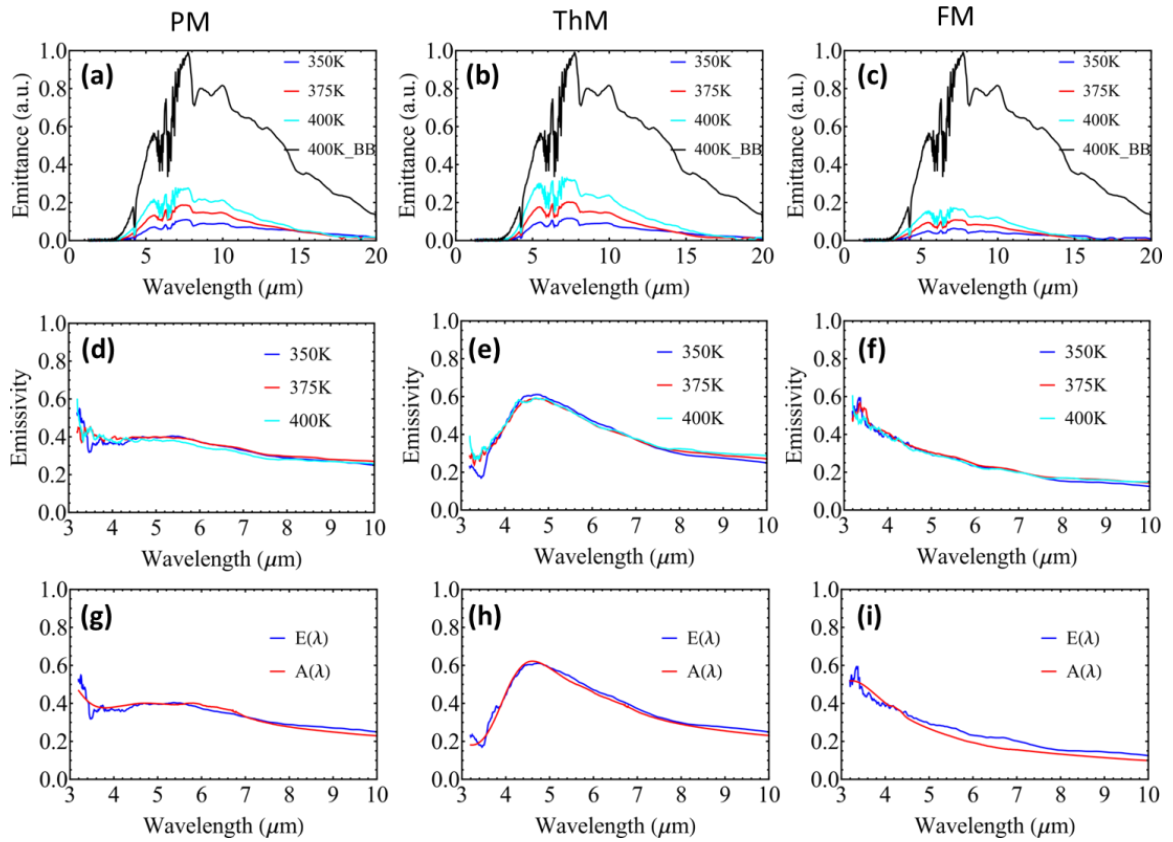 PM ThM FM
(a) (b) (c)
Emittance (a.u.) Emittance (a.u.) Emittance (a.u.)
1.0 1.0 1.0
0.8 0.8 0.8
0.6 0.6 0.6
0.4 0.4 0.4
0.2 0.2 0.2
0.0 0.0 0.0
350K 350K 350K
375K 375K 375K
400K 400K 400K
400K_BB 400K_BB 400K_BB
5 10 15 20 5 10 15 20 5 10 15 20
Wavelength (μm) Wavelength (μm) Wavelength (μm)
(d) (e) (f)
Emissivity Emissivity Emissivity
1.0 1.0 1.0
0.8 0.8 0.8
0.6 0.6 0.6
0.4 0.4 0.4
0.2 0.2 0.2
0.0 0.0 0.0
350K 350K 350K
375K 375K 375K
400K 400K 400K
3 4 5 6 7 8 9 10 3 4 5 6 7 8 9 10 3 4 5 6 7 8 9 10
Wavelength (μm) Wavelength (μm) Wavelength (μm)
(g) (h) (i)
1.0 1.0 1.0
0.8 0.8 0.8
0.6 0.6 0.6
0.4 0.4 0.4
0.2 0.2 0.2
0.0 0.0 0.0
E(λ) E(λ) E(λ)
A(λ) A(λ) A(λ)
3 4 5 6 7 8 9 10 3 4 5 6 7 8 9 10 3 4 5 6 7 8 9 10
Wavelength (μm) Wavelength (μm) Wavelength (μm)